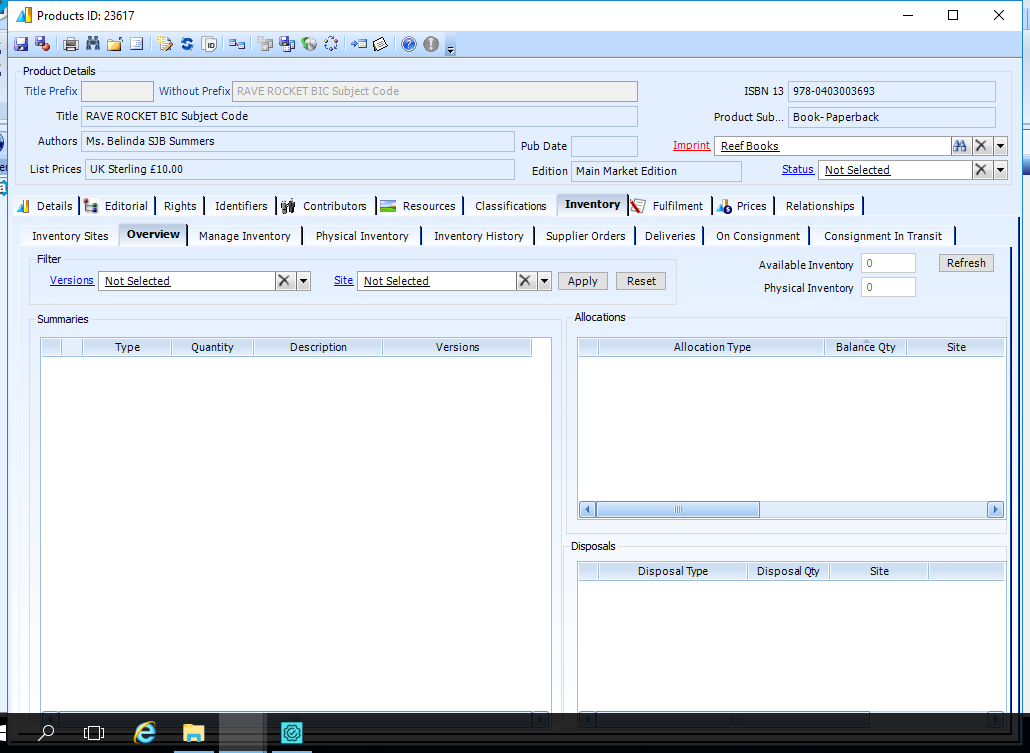 Products ID: 23617
Product Details
Title Prefix Without Prefix RAVE ROCKET BIC Subject Code ISBN 13 978-0403003693
Title RAVE ROCKET BIC Subject Code Product Sub... Book- Paperback
Authors Ms. Belinda SJB Summers Pub Date Imprint Reef Books
List Prices UK Sterling £10.00 Edition Main Market Edition Status Not Selected
Details Editorial Rights Identifiers Contributors Resources Classifications Inventory Fulfilment Prices Relationships
Inventory Sites Overview Manage Inventory Physical Inventory Inventory History Supplier Orders Deliveries On Consignment Consignment In Transit
Filter
Versions Not Selected Site Not Selected Apply Reset
Available Inventory 0 Refresh
Physical Inventory 0
Summaries
Type Quantity Description Versions
Allocations
Allocation Type Balance Qty Site
Disposals
Disposal Type Disposal Qty Site